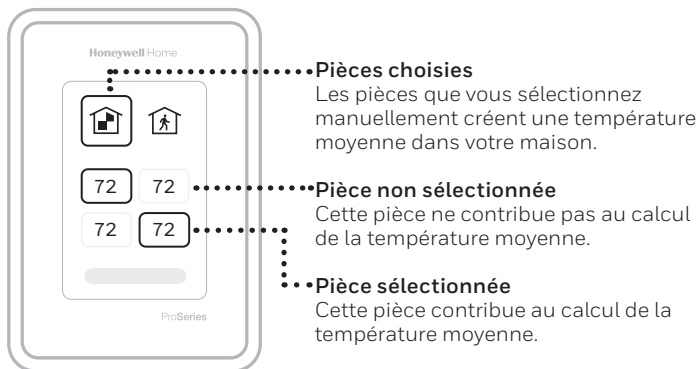 Honeywell Home
Pièces choisies
Les pièces que vous sélectionnez
manuellement créent une température
moyenne dans votre maison.
72 72
Pièce non sélectionnée
Cette pièce ne contribue pas au calcul
de la température moyenne.
72 72
Pièce sélectionnée
Cette pièce contribue au calcul de la
température moyenne.
ProSeries